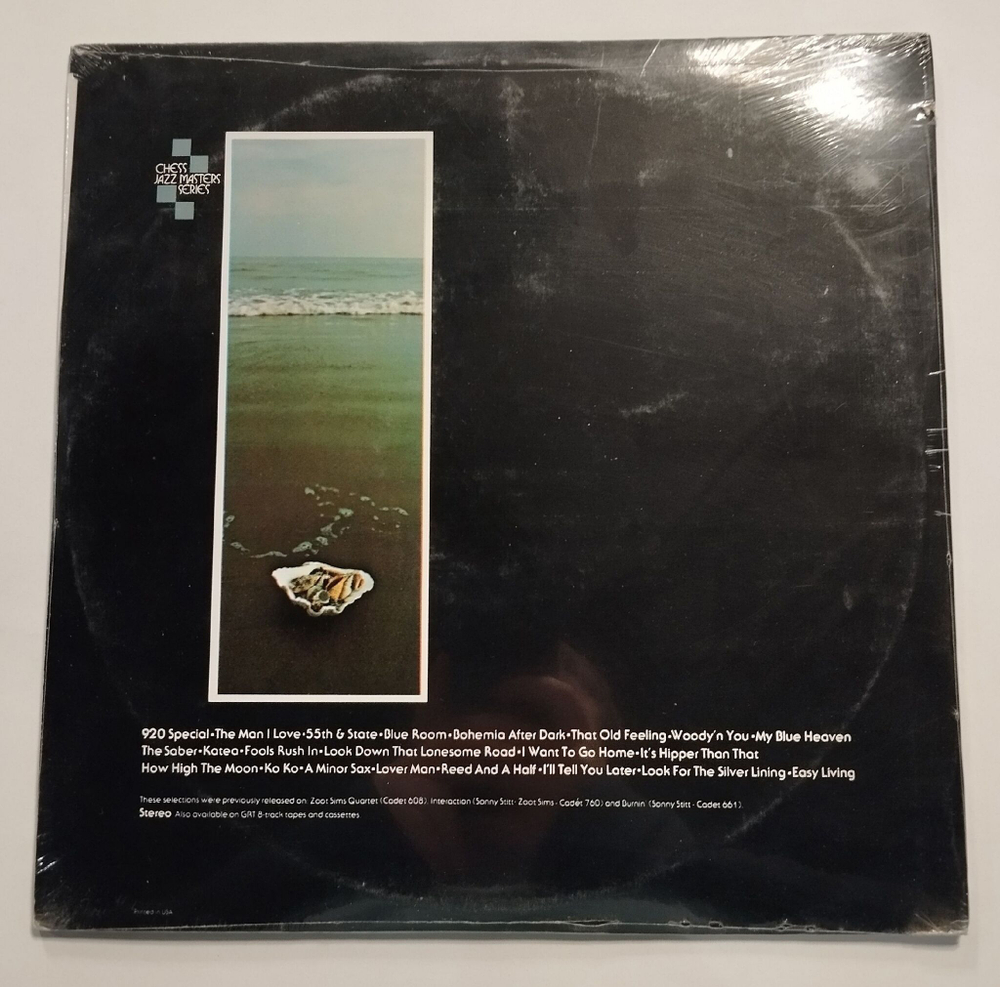 CHESS
JAZZ MASTERS
SERIES
920 Special•The Man I Love•55th & State•Blue Room•Bohemia After Dark•That Old Feeling•Woody'n You•My Blue Heaven
The Saber•Katea•Fools Rush In•Look Down That Lonesome Road•I Want To Go Home•It's Hipper Than That
How High The Moon•Ko Ko•A Minor Sax•Lover Man•Reed And A Half•I'll Tell You Later•Look For The Silver Lining•Easy Living
These selections were previously released on Zoot Sims Quartet (Cadet 608), Interaction (Sonny Stitt - Zoot Sims - Cadet 760) and Burnin' (Sonny Stitt - Cadet 661).
Stereo Also available on GRT 8-track tapes and cassettes
Printed in USA